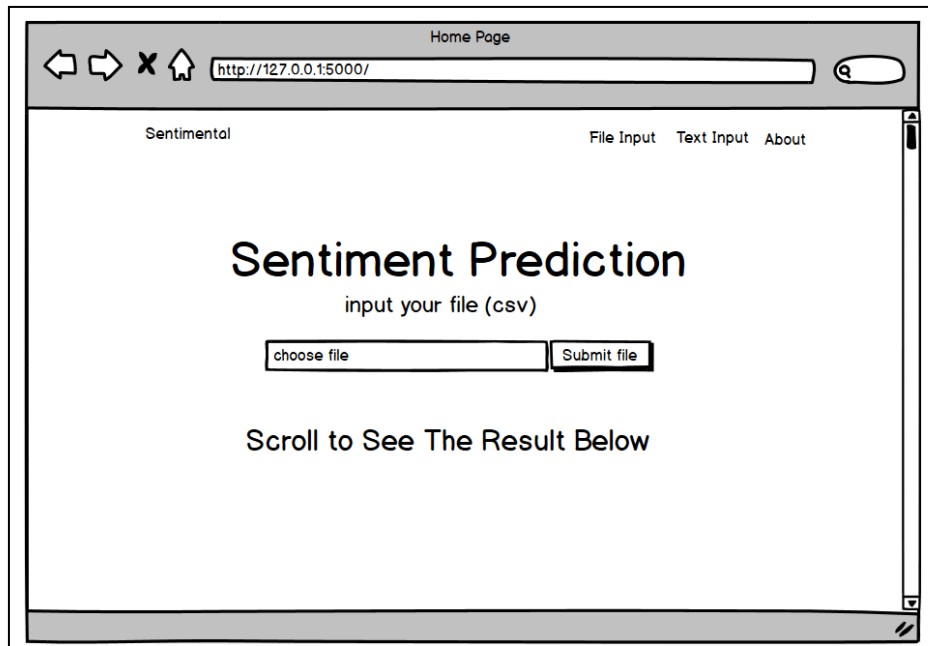 Home Page
http://127.0.0.1:5000/
Sentimental
File Input Text Input About
Sentiment Prediction
input your file (csv)
choose file Submit file
Scroll to See The Result Below